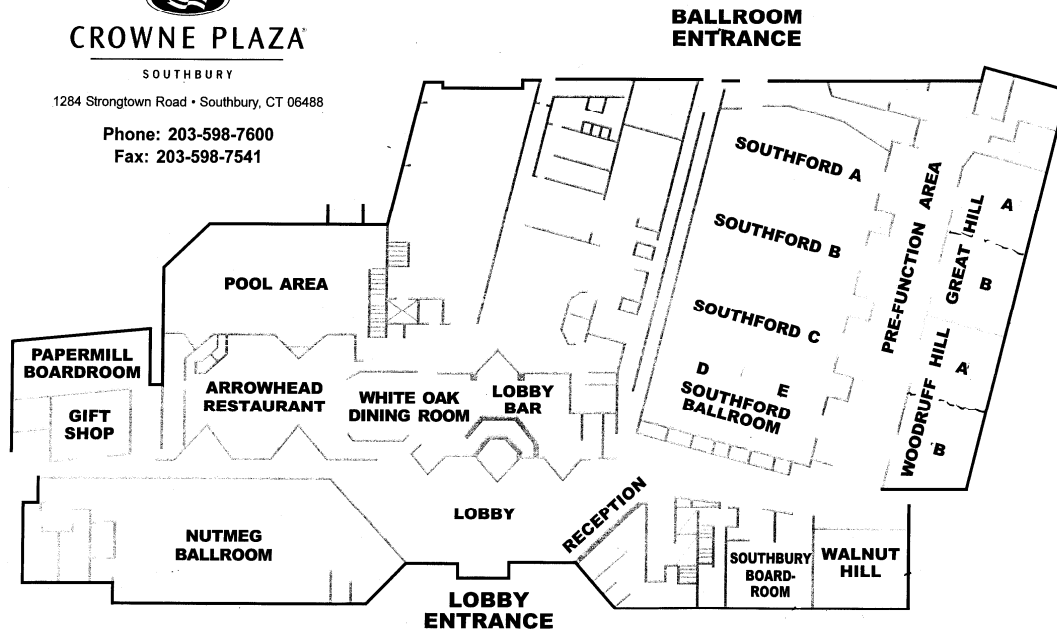 CROWNE PLAZA
SOUTHBURY
1284 Strongtown Road • Southbury, CT 06488
Phone: 203-598-7600
Fax: 203-598-7541
BALLROOM
ENTRANCE
SOUTHFORD A
SOUTHFORD B
SOUTHFORD C
D
E
SOUTHFORD
BALLROOM
PRE-FUNCTION AREA
GREAT HILL
A
B
WOODRUFF HILL
A
B
POOL AREA
PAPERMILL
BOARDROOM
GIFT
SHOP
ARROWHEAD
RESTAURANT
WHITE OAK
DINING ROOM
LOBBY
BAR
LOBBY
RECEPTION
NUTMEG
BALLROOM
SOUTHBURY
BOARD-
ROOM
WALNUT
HILL
LOBBY
ENTRANCE